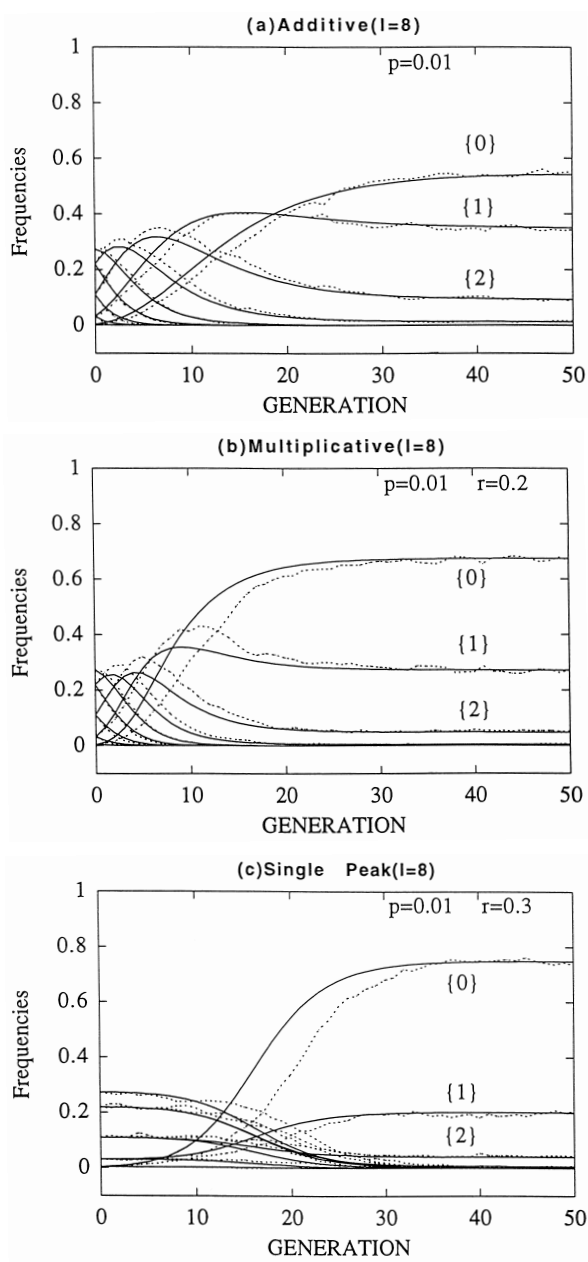 (a)Additive(l=8)
1
p=0.01
0.8
{0}
0.6
Frequencies
{1}
0.4
{2}
0.2
0
0 10 20 30 40 50
GENERATION
(b)Multiplicative(l=8)
1
p=0.01 r=0.2
0.8
0.6
{0}
Frequencies
0.4
{1}
0.2
{2}
0
0 10 20 30 40 50
GENERATION
(c)Single Peak(l=8)
1
p=0.01 r=0.3
0.8
{0}
0.6
Frequencies
0.4
{1}
0.2
{2}
0
0 10 20 30 40 50
GENERATION